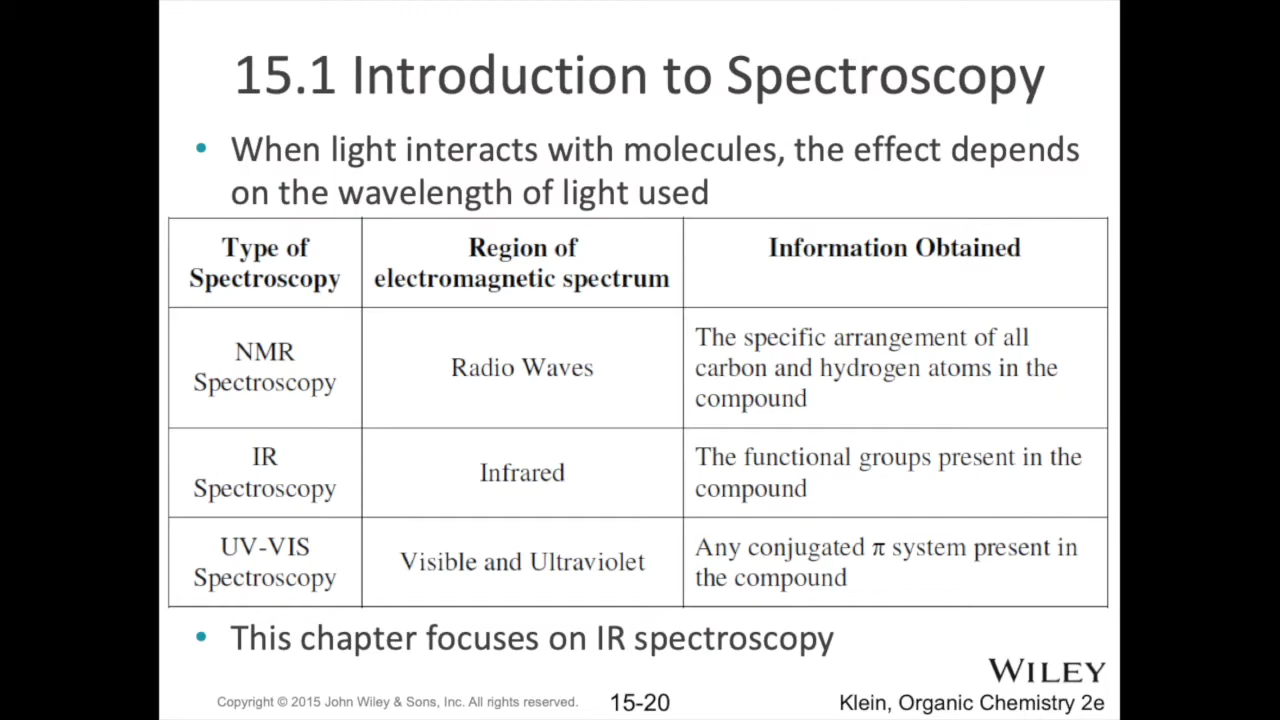 15.1 Introduction to Spectroscopy
• When light interacts with molecules, the effect depends
on the wavelength of light used
Type of
Spectroscopy
Region of
electromagnetic spectrum
Information Obtained
NMR
Spectroscopy
Radio Waves
The specific arrangement of all
carbon and hydrogen atoms in the
compound
IR
Spectroscopy
Infrared
The functional groups present in the
compound
UV-VIS
Spectroscopy
Visible and Ultraviolet
Any conjugated π system present in
the compound
• This chapter focuses on IR spectroscopy
WILEY
Copyright © 2015 John Wiley & Sons, Inc. All rights reserved.
15-20
Klein, Organic Chemistry 2e